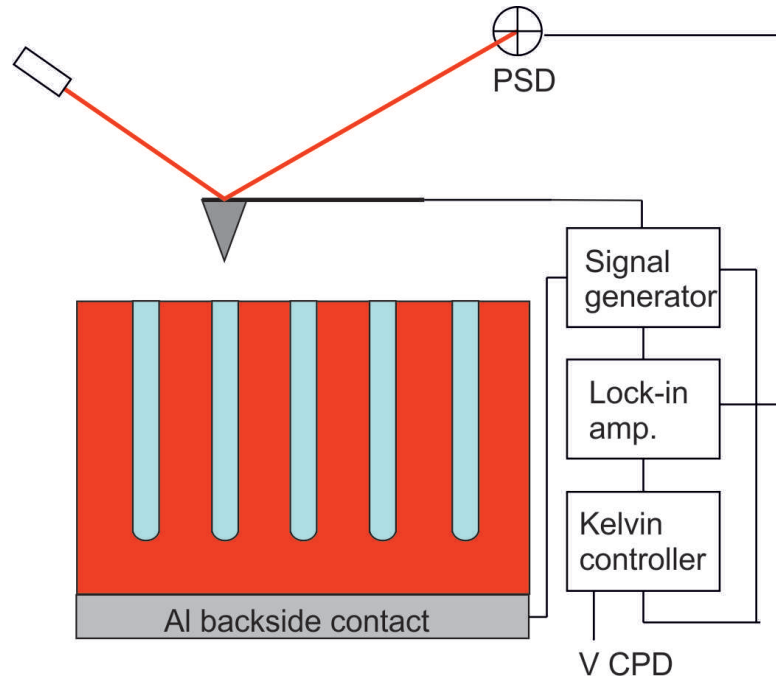 PSD
Signal
generator
Lock-in
amp.
Kelvin
controller
Al backside contact
V CPD